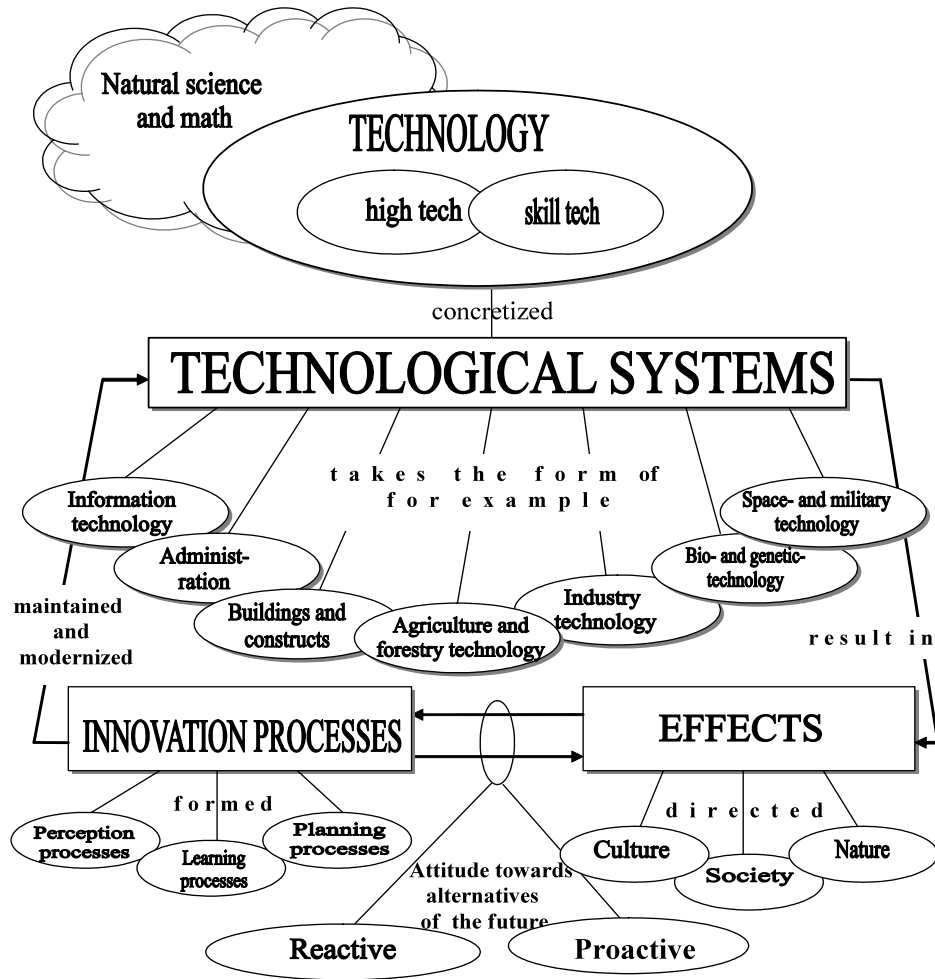 Natural science
and math
TECHNOLOGY
high tech
skill tech
concretized
TECHNOLOGICAL SYSTEMS
takes the form of
for example
Information
technology
Administ-
ration
Buildings and
constructs
Agriculture and
forestry technology
Industry
technology
Bio- and genetic-
technology
Space- and military
technology
maintained
and
modernized
result in
INNOVATION PROCESSES
EFFECTS
formed
directed
Perception
processes
Learning
processes
Planning
processes
Culture
Society
Nature
Attitude towards
alternatives
of the future
Reactive
Proactive